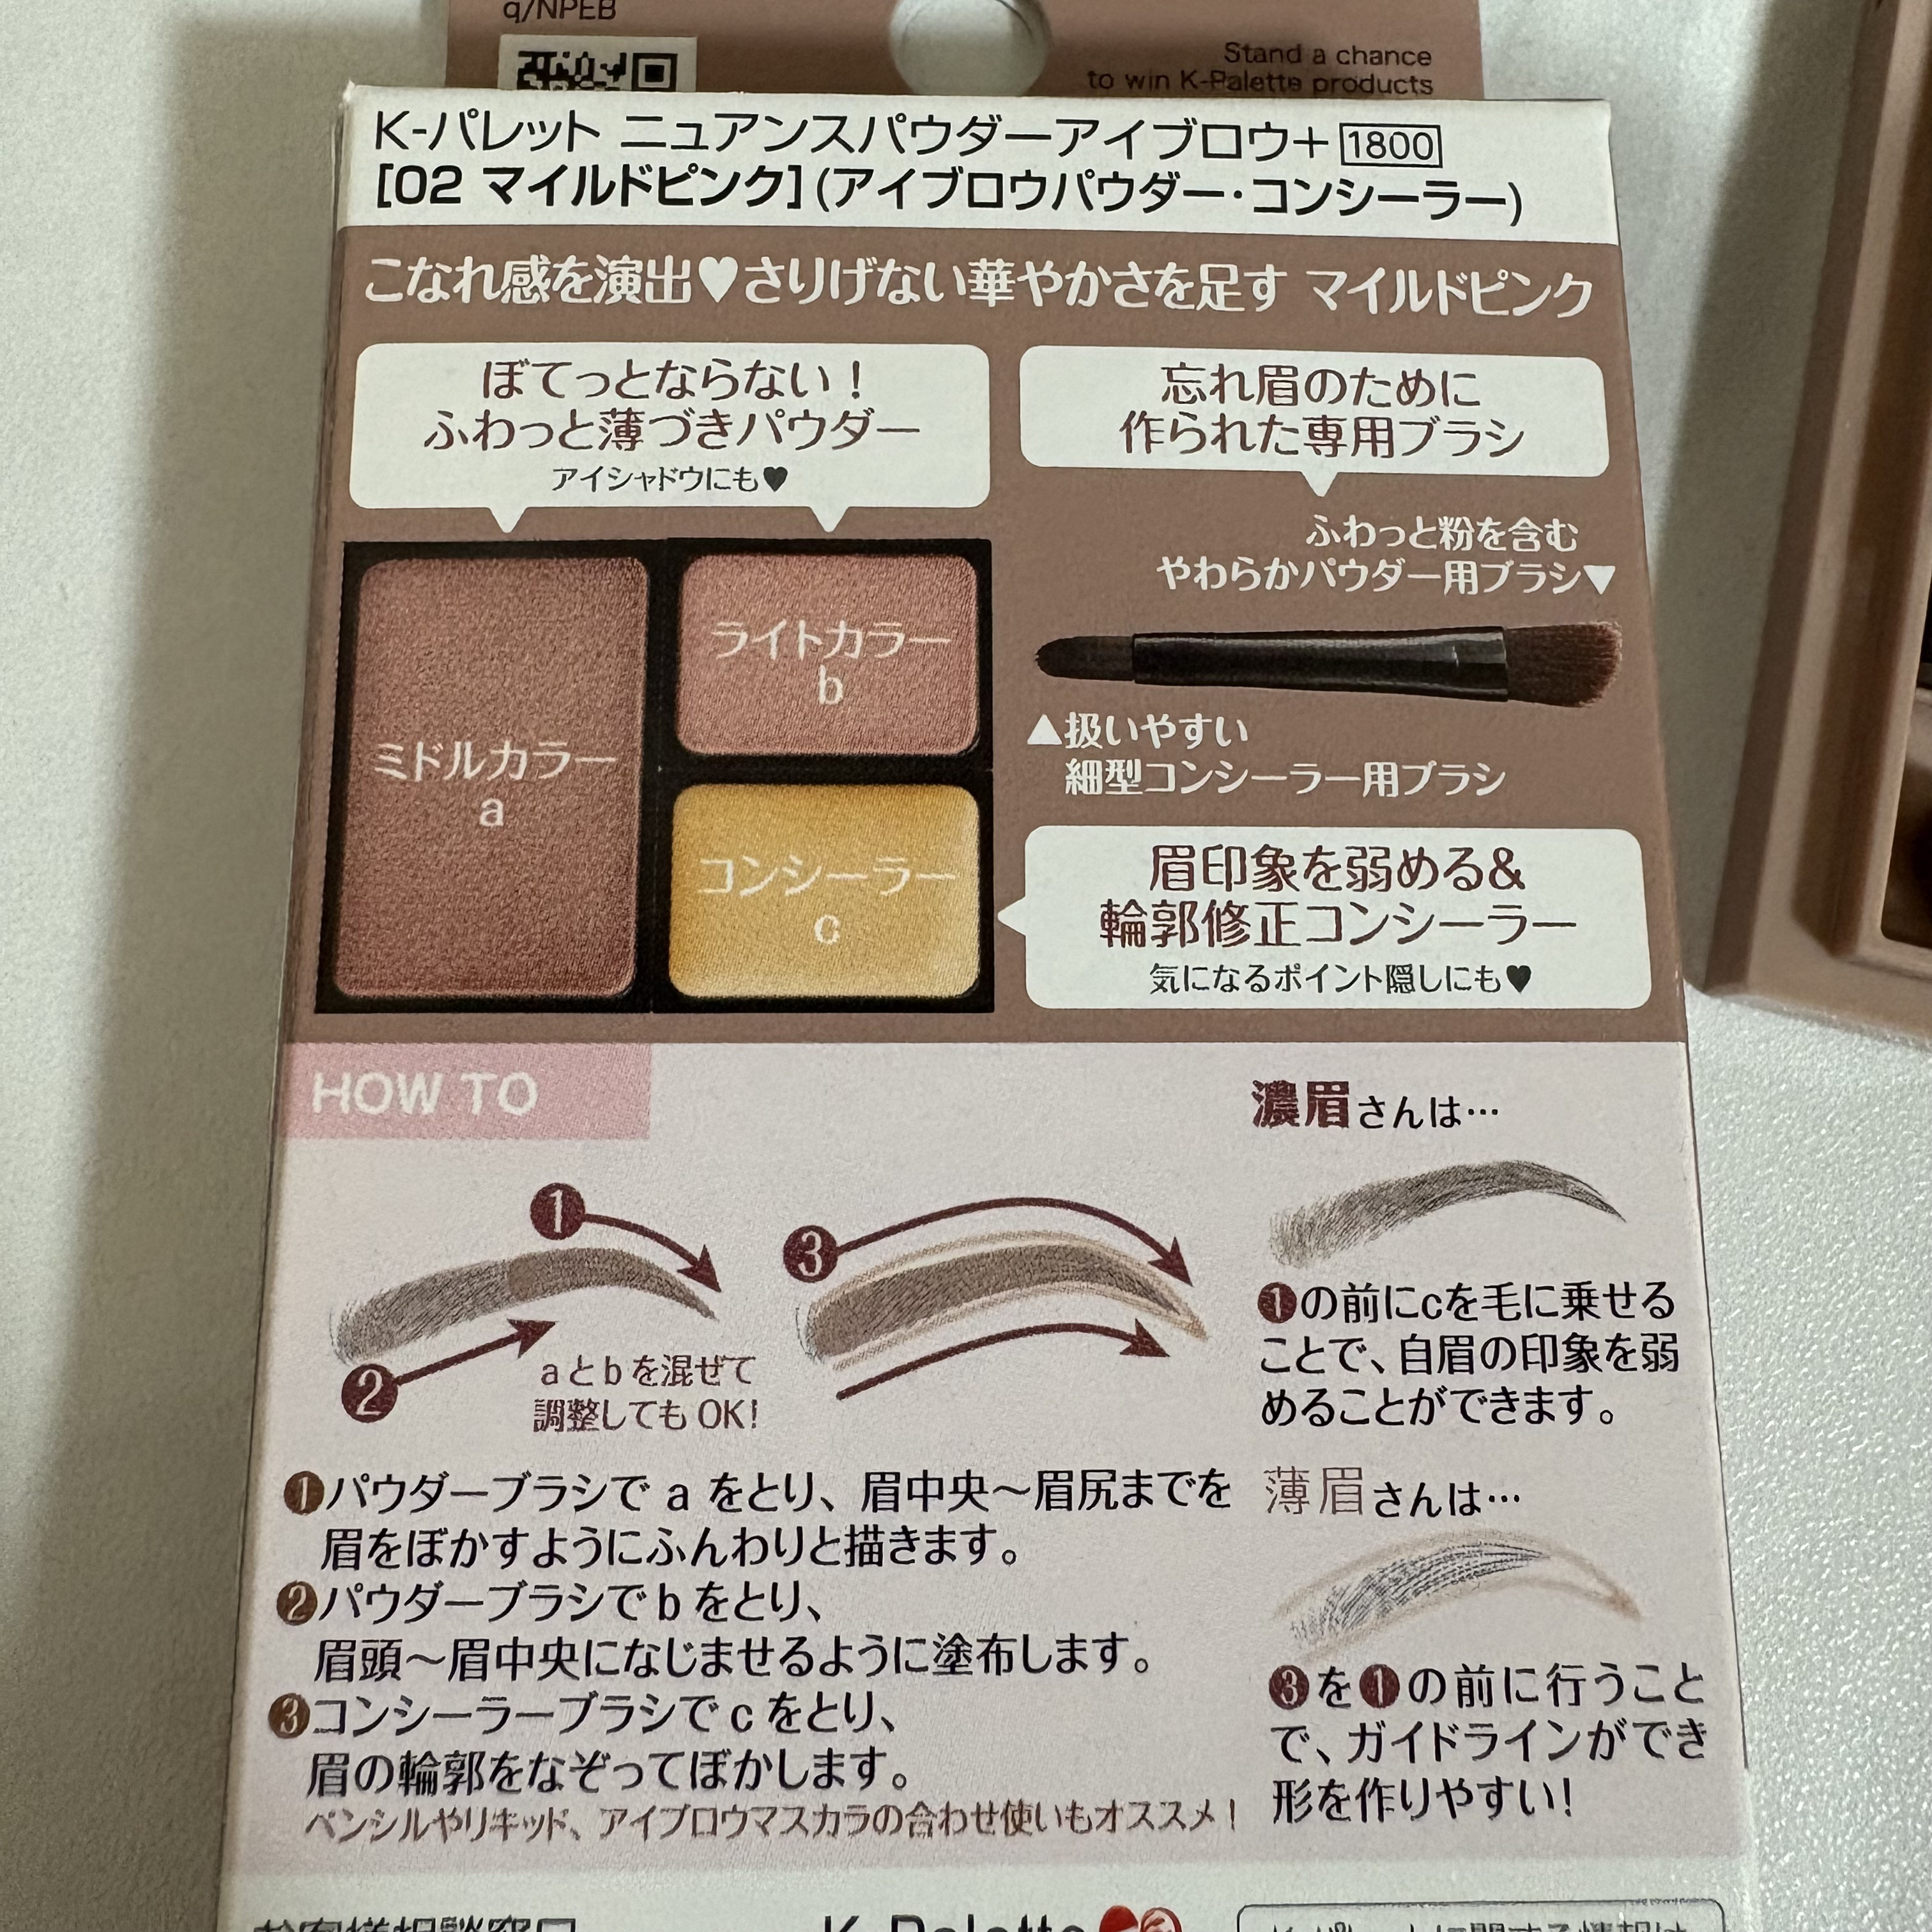 q/NPEB
Stand a chance
to win K-Palette products
K-パレット ニュアンスパウダーアイブロウ+ 1800
[02 マイルドピンク](アイブロウパウダー・コンシーラー)
こなれ感を演出♥さりげない華やかさを足す マイルドピンク
ぼてっとならない!
ふわっと薄づきパウダー
アイシャドウにも♥
忘れ眉のために
作られた専用ブラシ
ふわっと粉を含む
やわらかパウダー用ブラシ▼
ミドルカラー
a
ライトカラー
b
コンシーラー
c
▲扱いやすい
細型コンシーラー用ブラシ
眉印象を弱める&
輪郭修正コンシーラー
気になるポイント隠しにも♥
HOW TO
①
②
aとbを混ぜて
調整してもOK!
③
①パウダーブラシで a をとり、眉中央〜眉尻までを
眉をぼかすようにふんわりと描きます。
②パウダーブラシで b をとり、
眉頭〜眉中央になじませるように塗布します。
③コンシーラーブラシで c をとり、
眉の輪郭をなぞってぼかします。
ペンシルやリキッド、アイブロウマスカラの合わせ使いもオススメ!
濃眉さんは…
①の前にcを毛に乗せる
ことで、自眉の印象を弱
めることができます。
薄眉さんは…
③を①の前に行うこと
で、ガイドラインができ
形を作りやすい!
お客様相談窓口
K-Palette